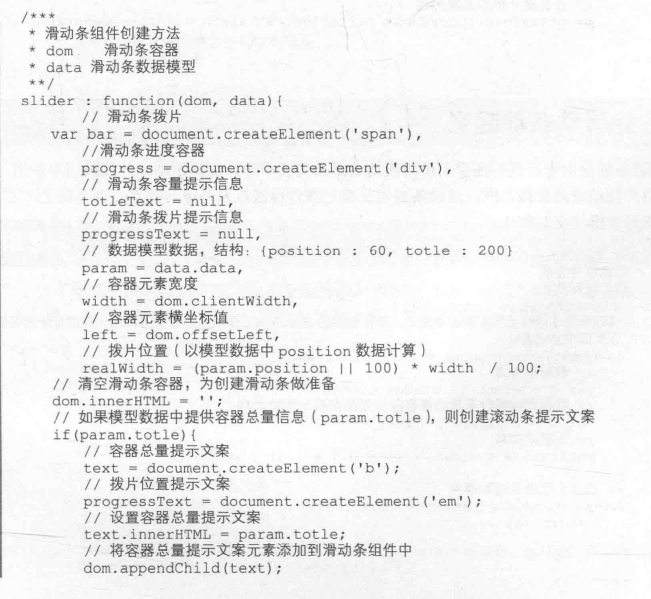 /***
 * 滑动条组件创建方法
 * dom    滑动条容器
 * data 滑动条数据模型
 **/
slider : function(dom, data){
        // 滑动条拨片
    var bar = document.createElement('span'),
        //滑动条进度容器
        progress = document.createElement('div'),
        // 滑动条容量提示信息
        totleText = null,
        // 滑动条拨片提示信息
        progressText = null,
        // 数据模型数据，结构：{position : 60, totle : 200}
        param = data.data,
        // 容器元素宽度
        width = dom.clientWidth,
        // 容器元素横坐标值
        left = dom.offsetLeft,
        // 拨片位置（以模型数据中 position 数据计算）
        realWidth = (param.position || 100) * width / 100;
    // 清空滑动条容器，为创建滑动条做准备
    dom.innerHTML = '';
    // 如果模型数据中提供容器总量信息（param.totle），则创建滚动条提示文案
    if(param.totle){
        // 容器总量提示文案
        text = document.createElement('b');
        // 拨片位置提示文案
        progressText = document.createElement('em');
        // 设置容器总量提示文案
        text.innerHTML = param.totle;
        // 将容器总量提示文案元素添加到滑动条组件中
        dom.appendChild(text);